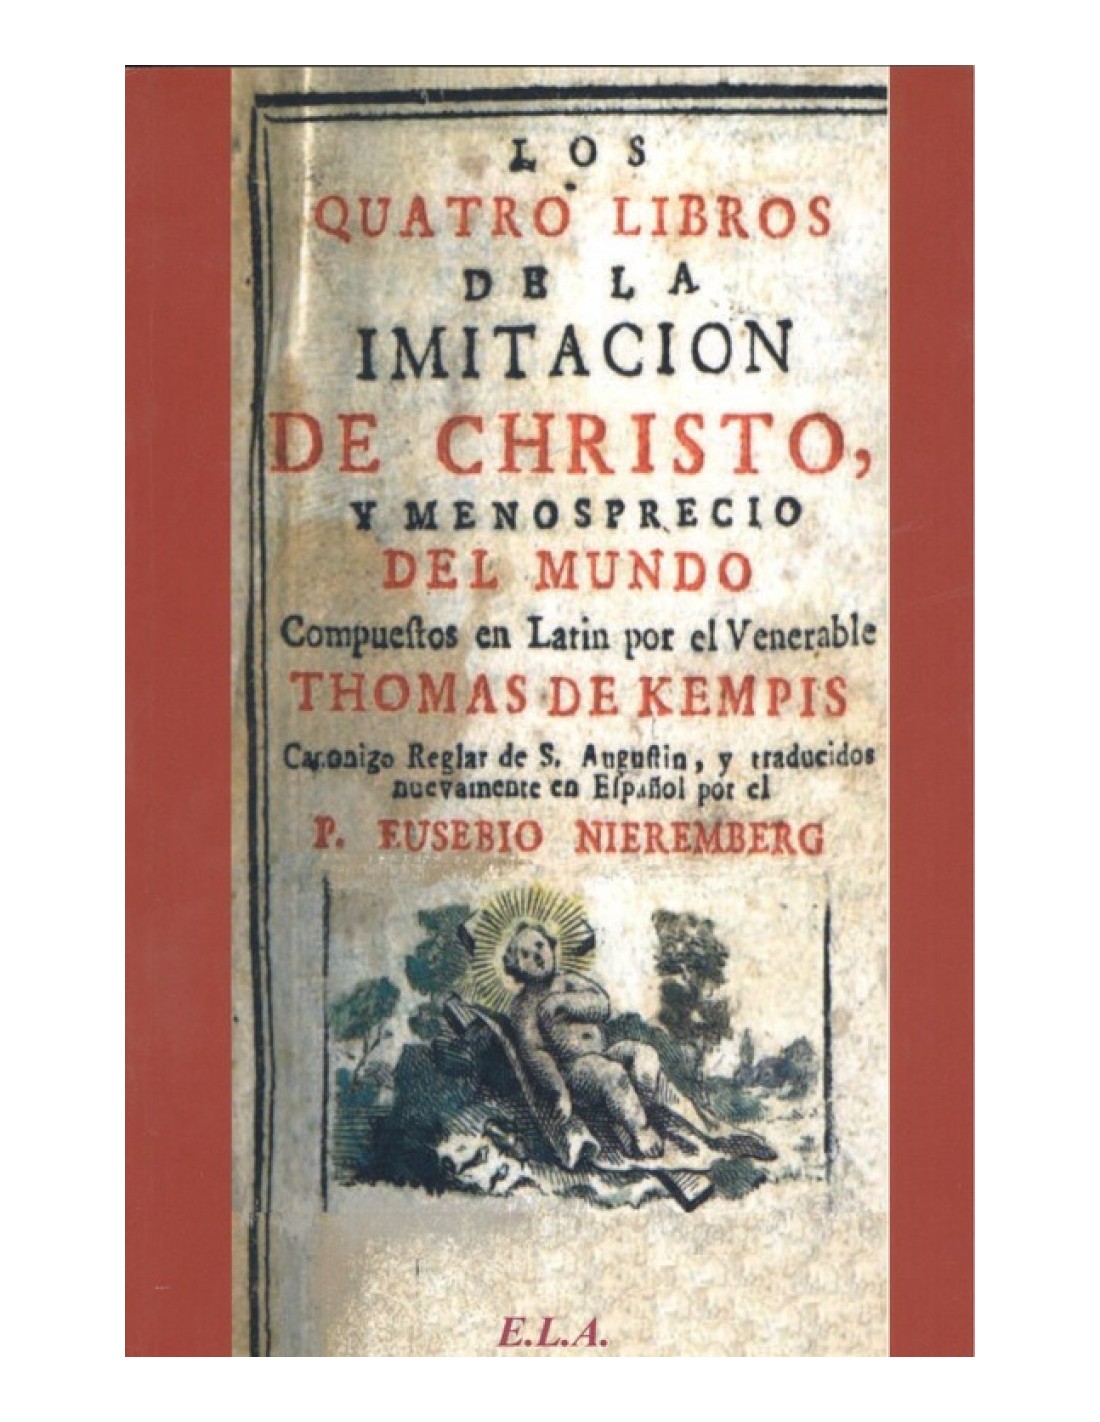 LOS
QUATRO LIBROS
DE LA
IMITACION
DE CHRISTO,
Y MENOSPRECIO
DEL MUNDO
Compueſtos en Latin por el Venerable
THOMAS DE KEMPIS
Canonigo Reglar de S. Auguſtin, y traducidos
nuevamente en Eſpañol por el
P. EUSEBIO NIEREMBERG
E.L.A.